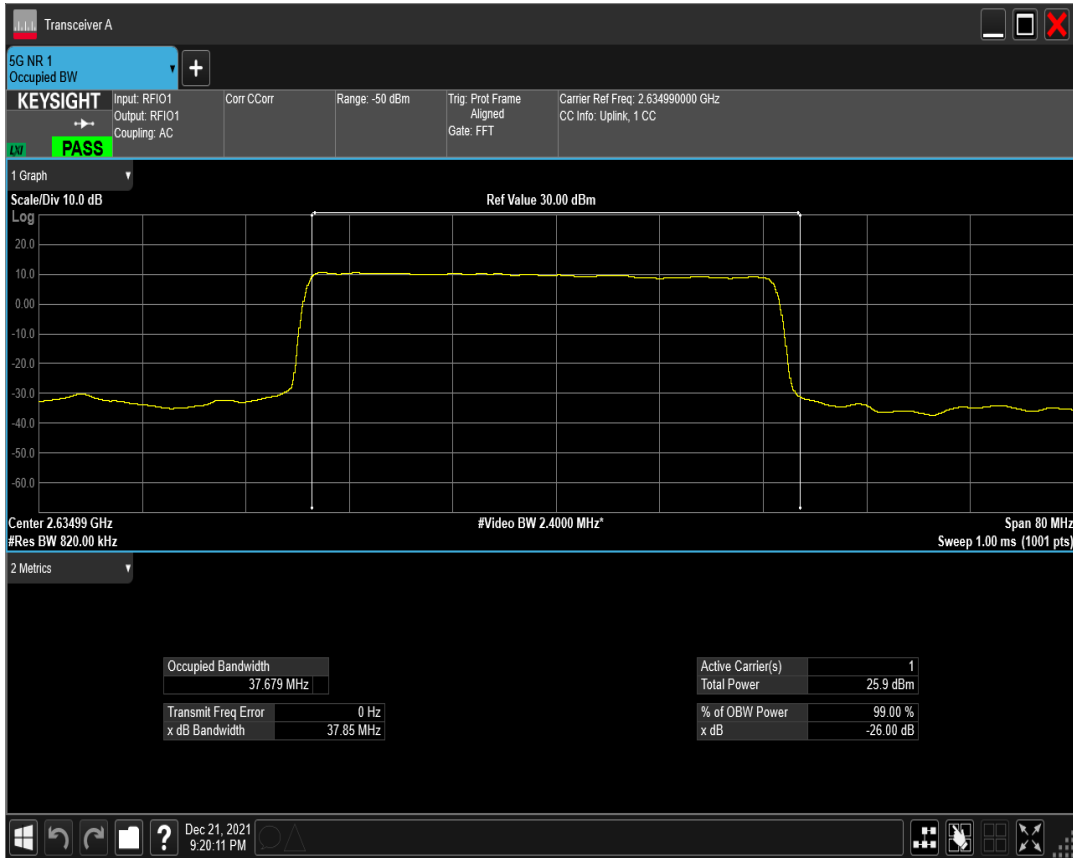 Transceiver A
5G NR 1
Occupied BW
KEYSIGHT
LXI
PASS
Input: RFIO1
Output: RFIO1
Coupling: AC
Corr CCorr
Range: -50 dBm
Trig: Prot Frame
Aligned
Gate: FFT
Carrier Ref Freq: 2.634990000 GHz
CC Info: Uplink, 1 CC
1 Graph
Scale/Div 10.0 dB
Ref Value 30.00 dBm
Log
20.0
10.0
0.00
-10.0
-20.0
-30.0
-40.0
-50.0
-60.0
Center 2.63499 GHz
#Video BW 2.4000 MHz*
Span 80 MHz
#Res BW 820.00 kHz
Sweep 1.00 ms (1001 pts)
2 Metrics
Occupied Bandwidth
37.679 MHz
Transmit Freq Error 0 Hz
x dB Bandwidth 37.85 MHz
Active Carrier(s) 1
Total Power 25.9 dBm
% of OBW Power 99.00 %
x dB -26.00 dB
?
Dec 21, 2021
9:20:11 PM